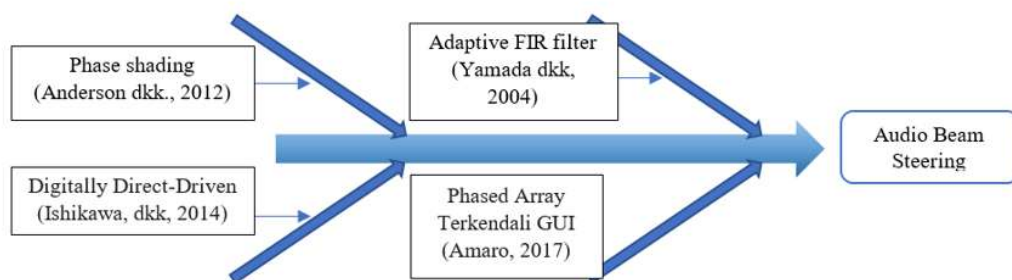 Phase shading
(Anderson dkk., 2012)
Adaptive FIR filter
(Yamada dkk,
2004)
Audio Beam
Steering
Digitally Direct-Driven
(Ishikawa, dkk, 2014)
Phased Array
Terkendali GUI
(Amaro, 2017)